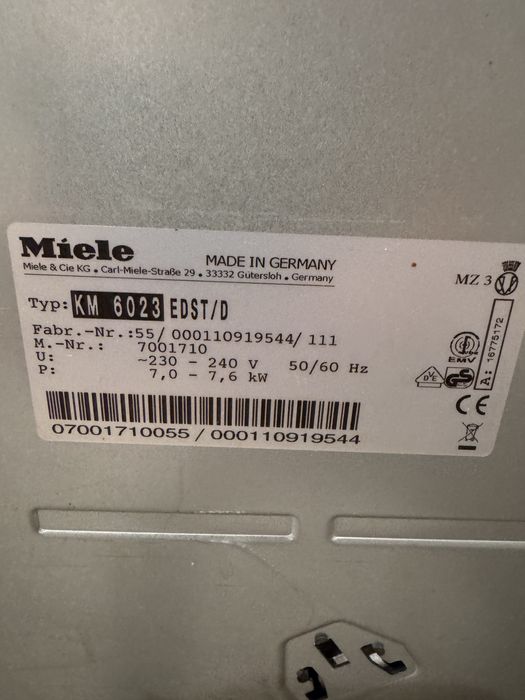 Miele
MADE IN GERMANY
Miele & Cie KG • Carl-Miele-Straße 29 • 33332 Gütersloh • Germany
MZ 3
Typ: KM 6023 EDST/D
Fabr.-Nr.:55/ 000110919544/ 111
M.-Nr.: 7001710
U: ~230 - 240 V 50/60 Hz
P: 7,0 - 7,6 kW
EMV
A: 16775172
DVE
GS
CE
07001710055 / 000110919544